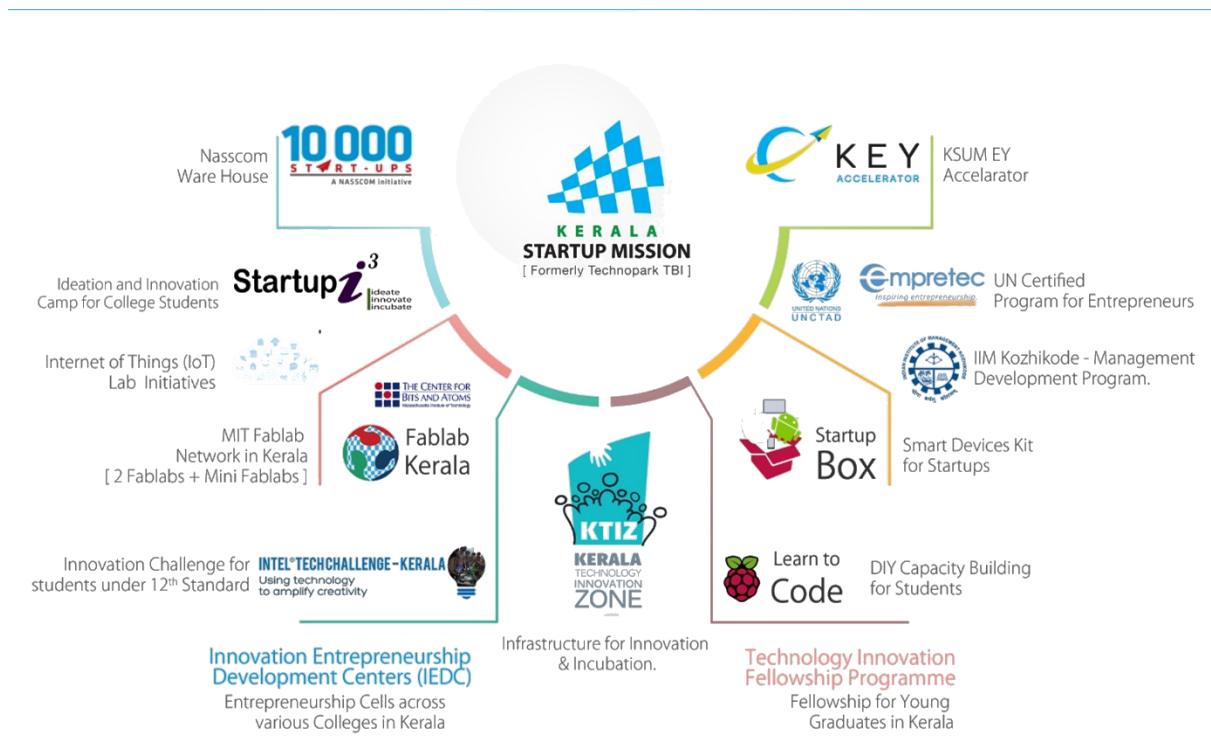 KERALA
STARTUP MISSION
[ Formerly Technopark TBI ]
Nasscom
Ware House
10 000
START-UPS
A NASSCOM Initiative
KEY
ACCELERATOR
KSUM EY
Accelarator
Ideation and Innovation
Camp for College Students
Startup i3
ideate
innovate
incubate
UNITED NATIONS
UNCTAD
empretec
Inspiring entrepreneurship.
UN Certified
Program for Entrepreneurs
Internet of Things (IoT)
Lab Initiatives
IIM Kozhikode - Management
Development Program.
THE CENTER FOR
BITS AND ATOMS
Massachusetts Institute of Technology
MIT Fablab
Network in Kerala
[ 2 Fablabs + Mini Fablabs ]
Fablab
Kerala
Startup
Box
Smart Devices Kit
for Startups
KTIZ
KERALA
TECHNOLOGY
INNOVATION
ZONE
Infrastructure for Innovation
& Incubation.
Innovation Challenge for
students under 12th Standard
INTEL®TECHCHALLENGE-KERALA
Using technology
to amplify creativity
Learn to
Code
DIY Capacity Building
for Students
Innovation Entrepreneurship
Development Centers (IEDC)
Entrepreneurship Cells across
various Colleges in Kerala
Technology Innovation
Fellowship Programme
Fellowship for Young
Graduates in Kerala